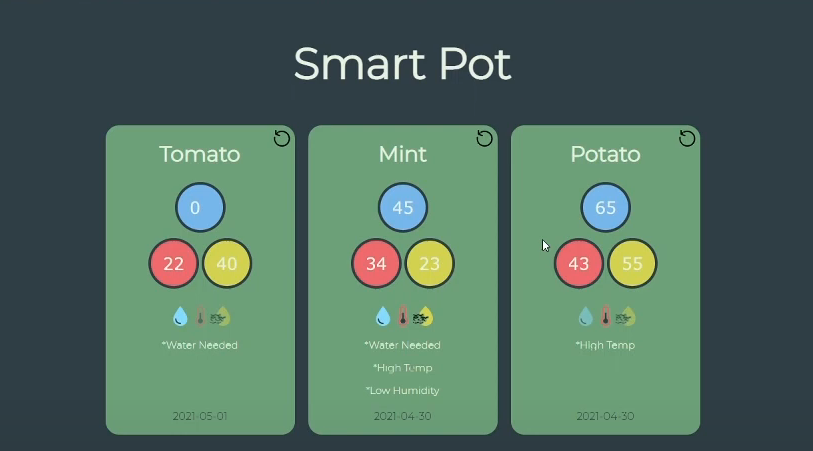 Smart Pot
Tomato
0
22 40
*Water Needed
2021-05-01
Mint
45
34 23
*Water Needed
*High Temp
*Low Humidity
2021-04-30
Potato
65
43 55
*High Temp
2021-04-30